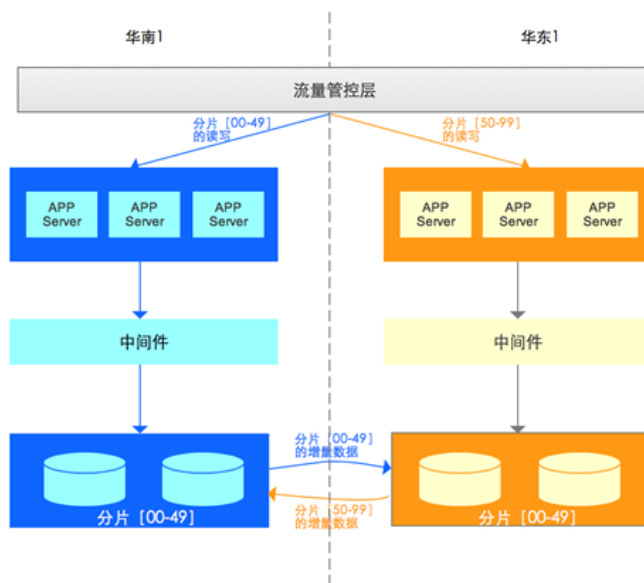 华南1
华东1
流量管控层
分片 [00-49]
的读写
分片 [50-99]
的读写
APP
Server
APP
Server
APP
Server
APP
Server
APP
Server
APP
Server
中间件
中间件
分片 [00-49]
的增量数据
分片 [50-99]
的增量数据
分片 [00-49]
分片 [00-49]